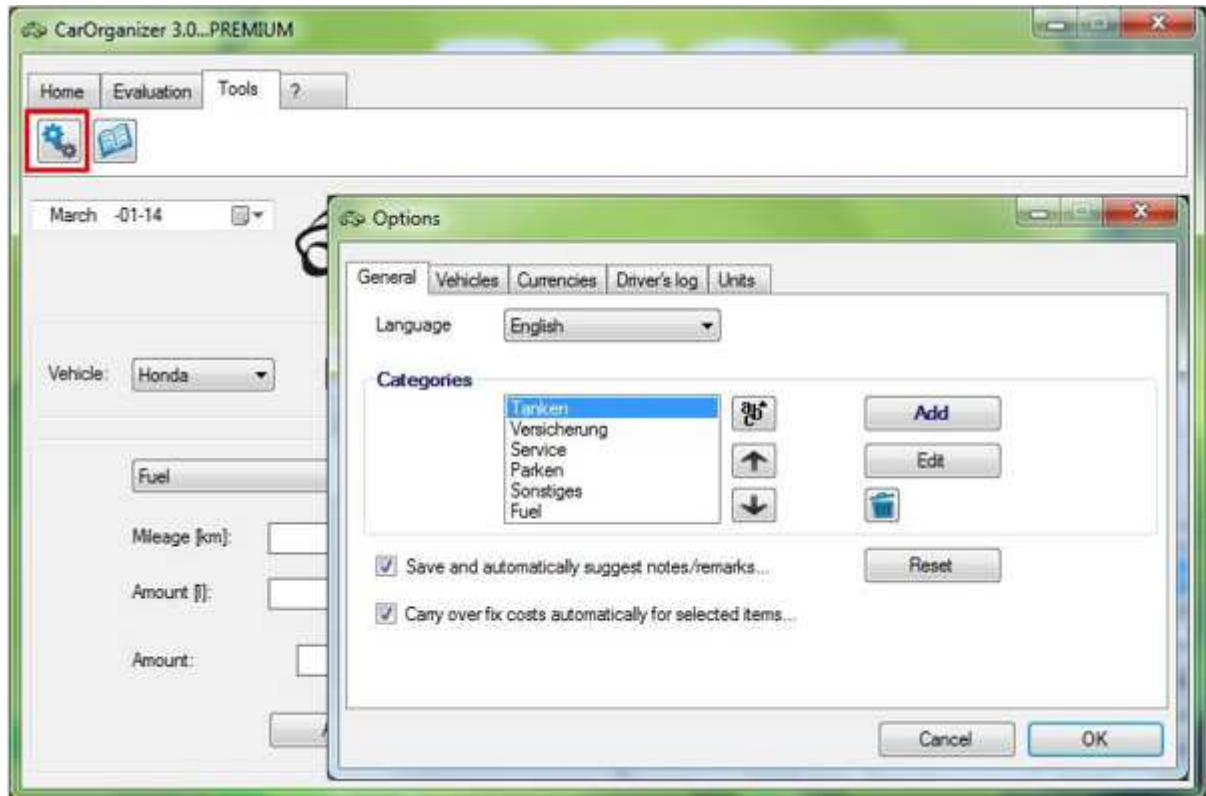 CarOrganizer 3.0...PREMIUM
Home Evaluation Tools ?
March -01-14
Vehicle: Honda
Fuel
Mileage [km]:
Amount [l]:
Amount:
Options
General Vehicles Currencies Driver's log Units
Language English
Categories
Tanken
Versicherung
Service
Parken
Sonstiges
Fuel
Add
Edit
Save and automatically suggest notes/remarks...
Reset
Carry over fix costs automatically for selected items...
Cancel OK